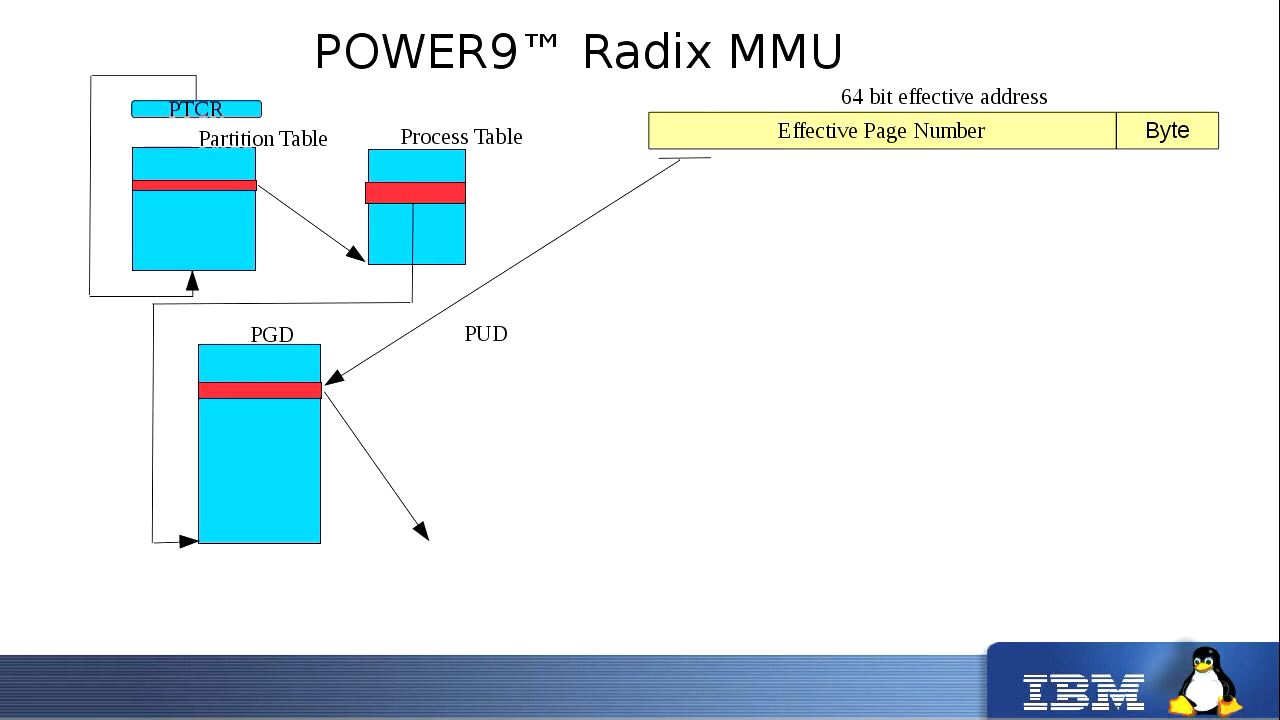 POWER9™ Radix MMU
PTCR
Partition Table
Process Table
64 bit effective address
Effective Page Number
Byte
PGD
PUD
IBM